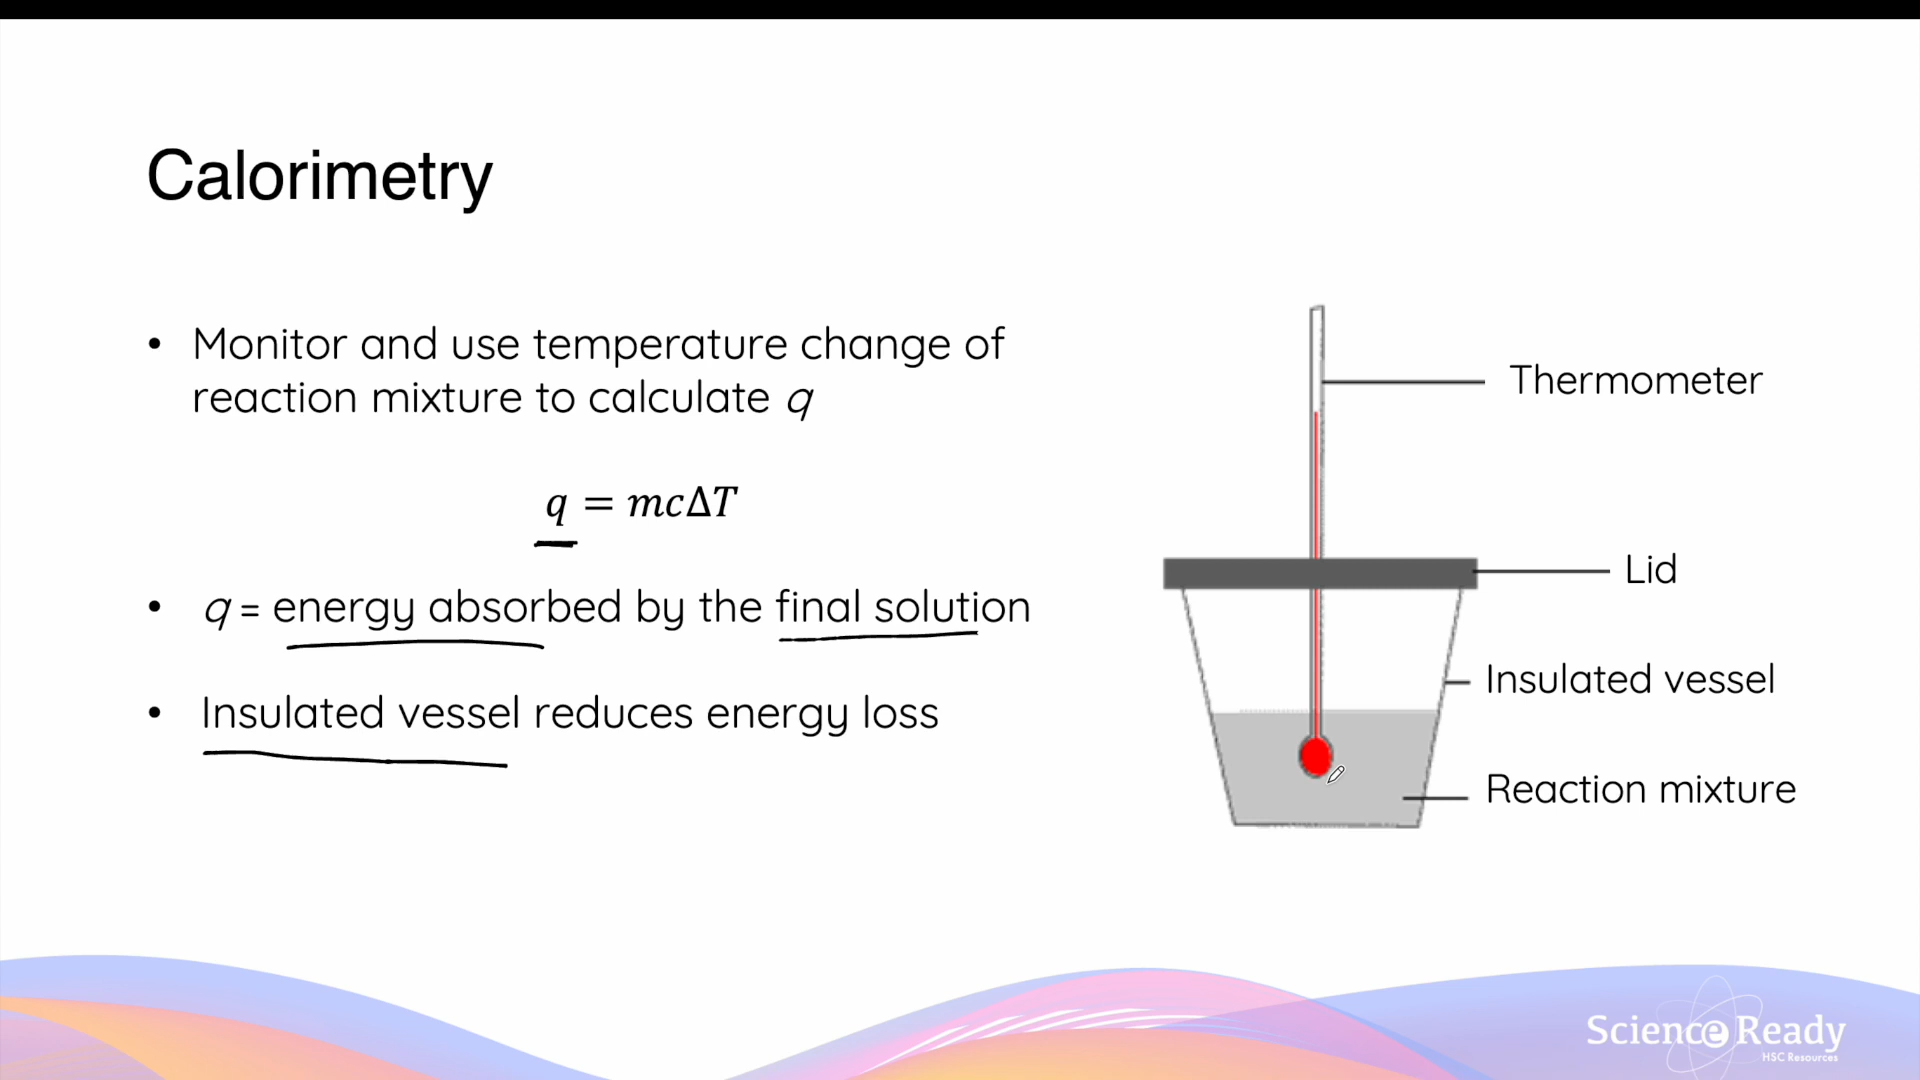 Calorimetry
• Monitor and use temperature change of
reaction mixture to calculate q
q = mcΔT
• q = energy absorbed by the final solution
• Insulated vessel reduces energy loss
Thermometer
Lid
Insulated vessel
Reaction mixture
Science Ready
HSC Resources